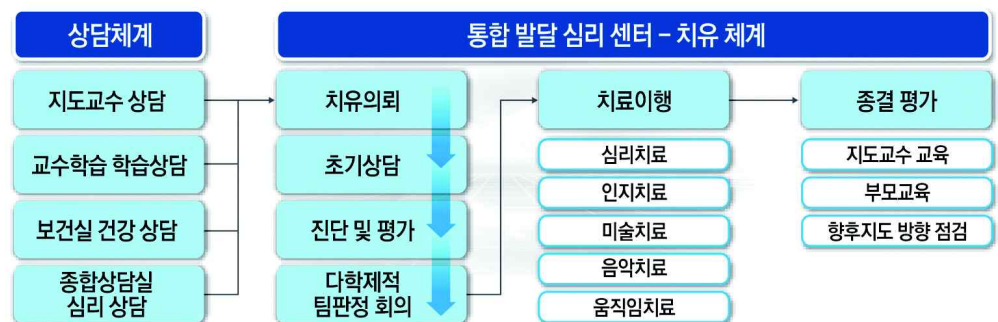 상담체계
통합 발달 심리 센터 – 치유 체계
지도교수 상담
교수학습 학습상담
보건실 건강 상담
종합상담실
심리 상담
치유의뢰
초기상담
진단 및 평가
다학제적
팀판정 회의
치료이행
심리치료
인지치료
미술치료
음악치료
움직임치료
종결 평가
지도교수 교육
부모교육
향후지도 방향 점검